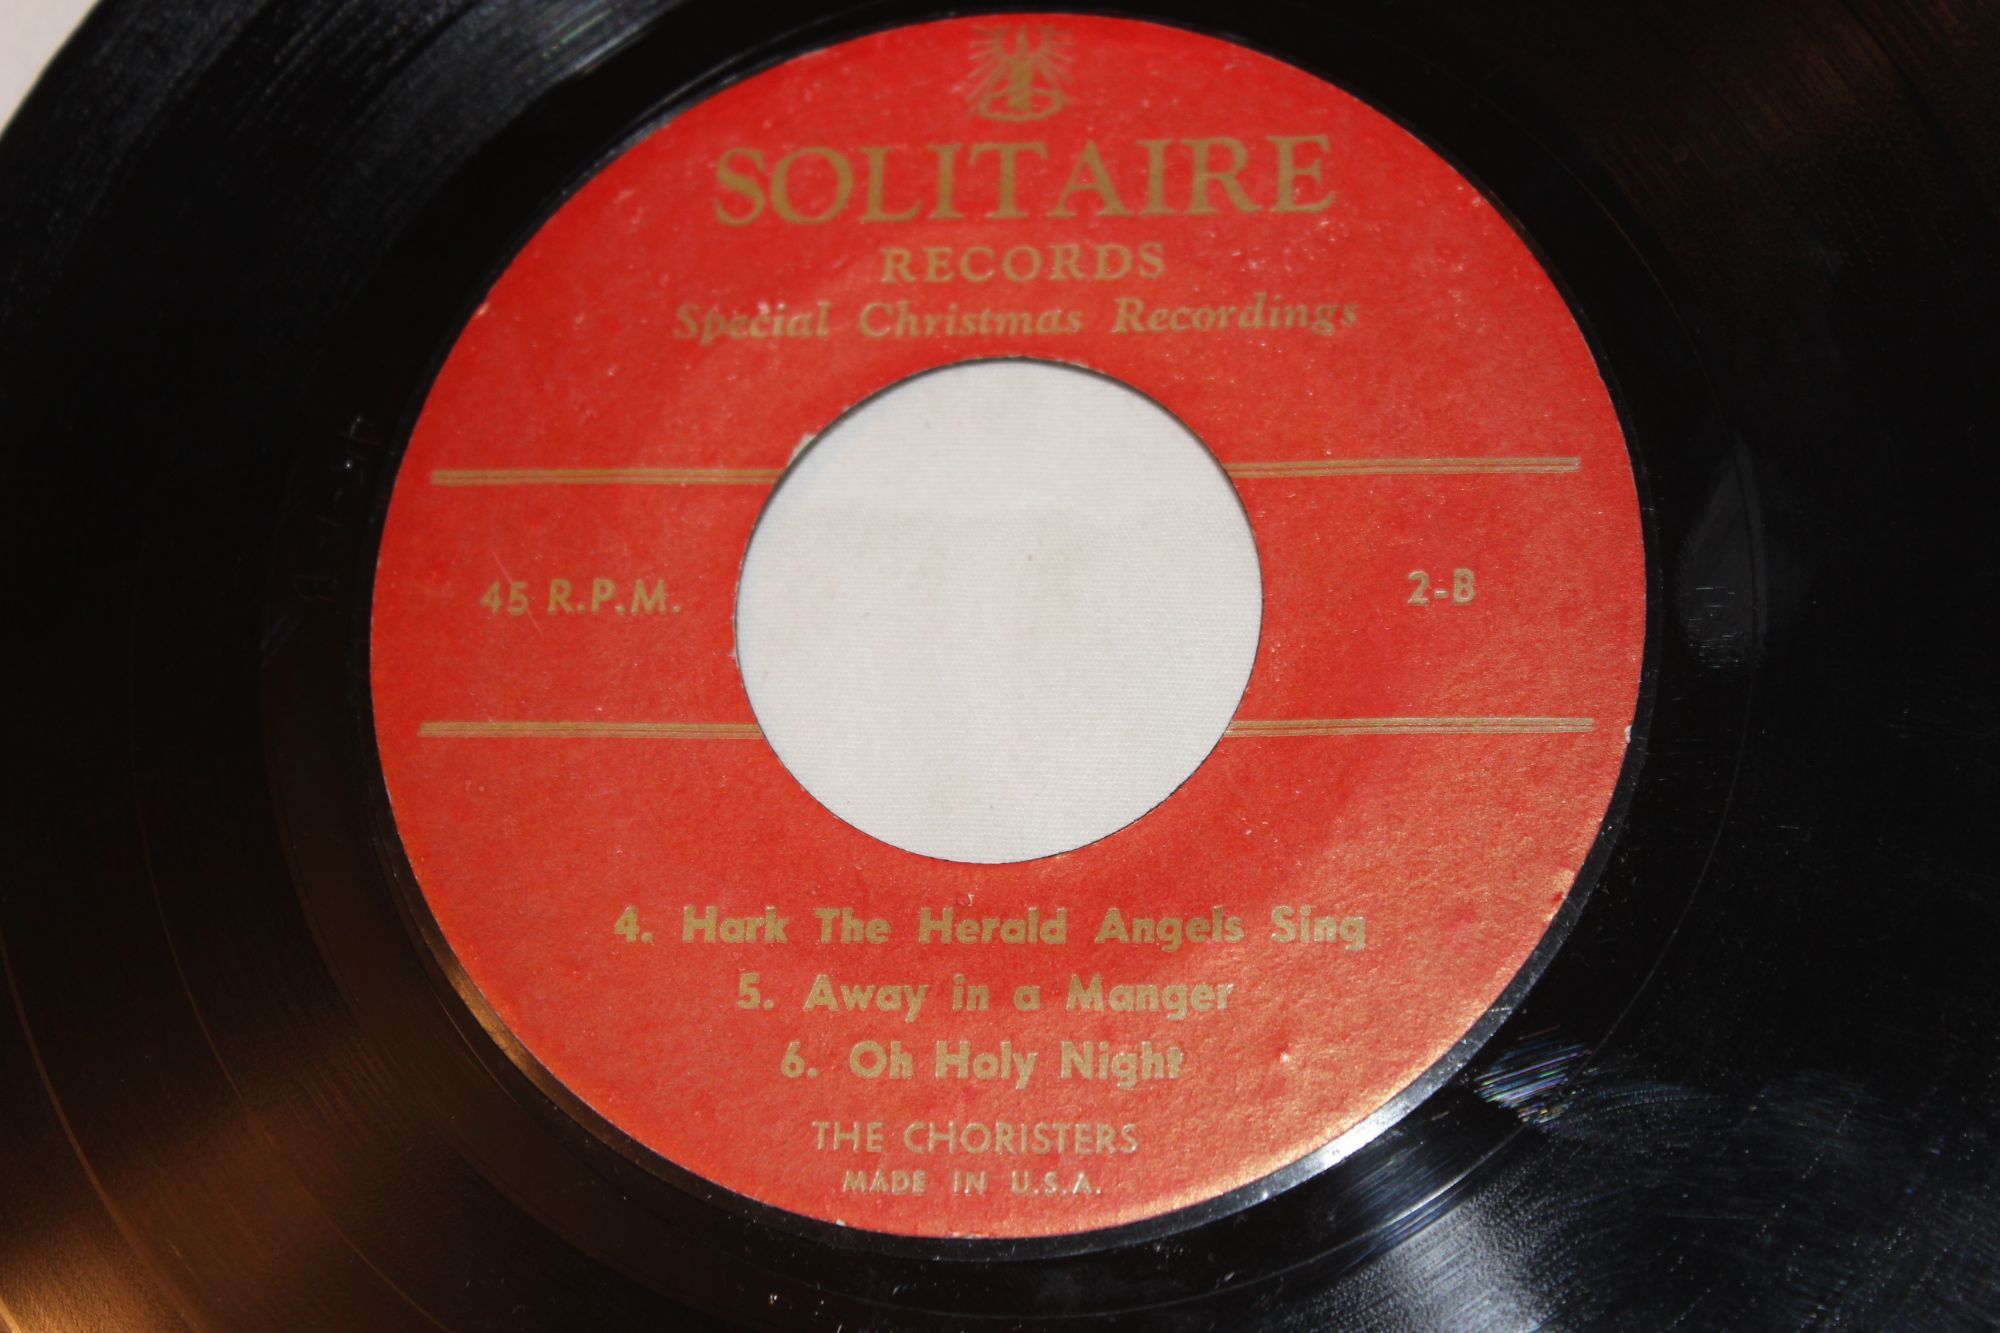 SOLITAIRE
RECORDS
Special Christmas Recordings
45 R.P.M.
2-B
4. Hark The Herald Angels Sing
5. Away in a Manger
6. Oh Holy Night
THE CHORISTERS
MADE IN U.S.A.